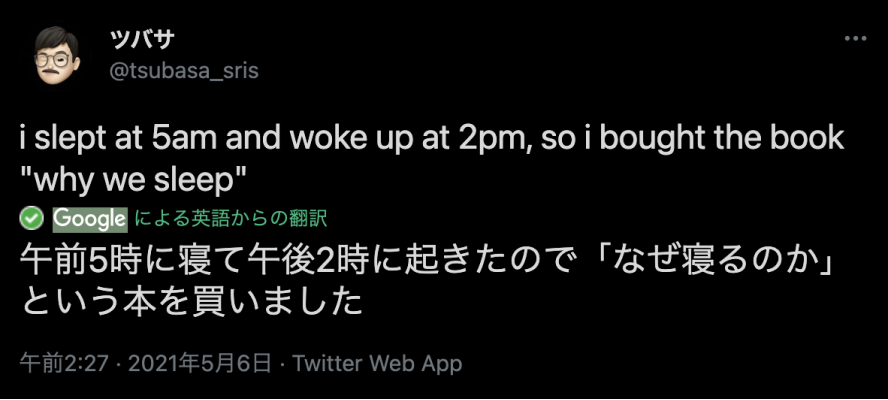 ツバサ
@tsubasa_sris
i slept at 5am and woke up at 2pm, so i bought the book
"why we sleep"
Google による英語からの翻訳
午前5時に寝て午後2時に起きたので「なぜ寝るのか」
という本を買いました
午前2:27 · 2021年5月6日 · Twitter Web App